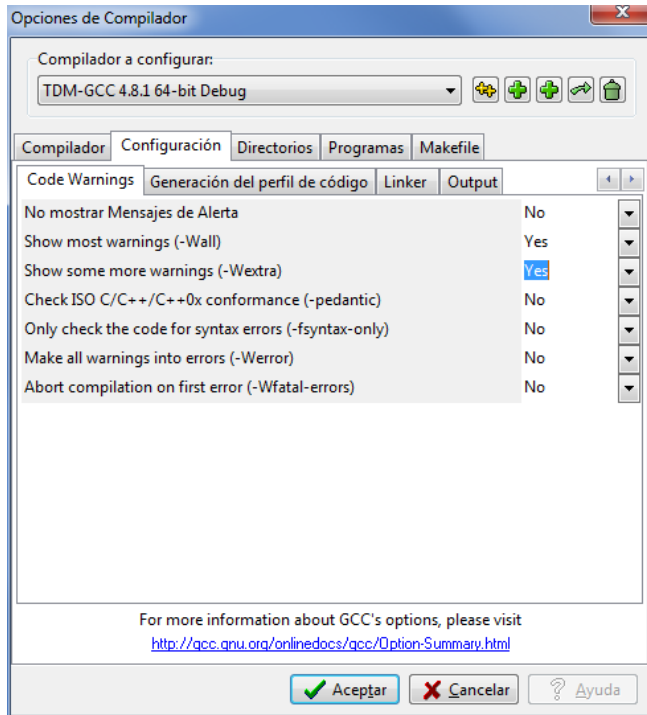 Opciones de Compilador
Compilador a configurar:
TDM-GCC 4.8.1 64-bit Debug
Compilador Configuración Directorios Programas Makefile
Code Warnings Generación del perfil de código Linker Output
No mostrar Mensajes de Alerta No
Show most warnings (-Wall) Yes
Show some more warnings (-Wextra) Yes
Check ISO C/C++/C++0x conformance (-pedantic) No
Only check the code for syntax errors (-fsyntax-only) No
Make all warnings into errors (-Werror) No
Abort compilation on first error (-Wfatal-errors) No
For more information about GCC's options, please visit
http://gcc.gnu.org/onlinedocs/gcc/Option-Summary.html
Aceptar Cancelar Ayuda